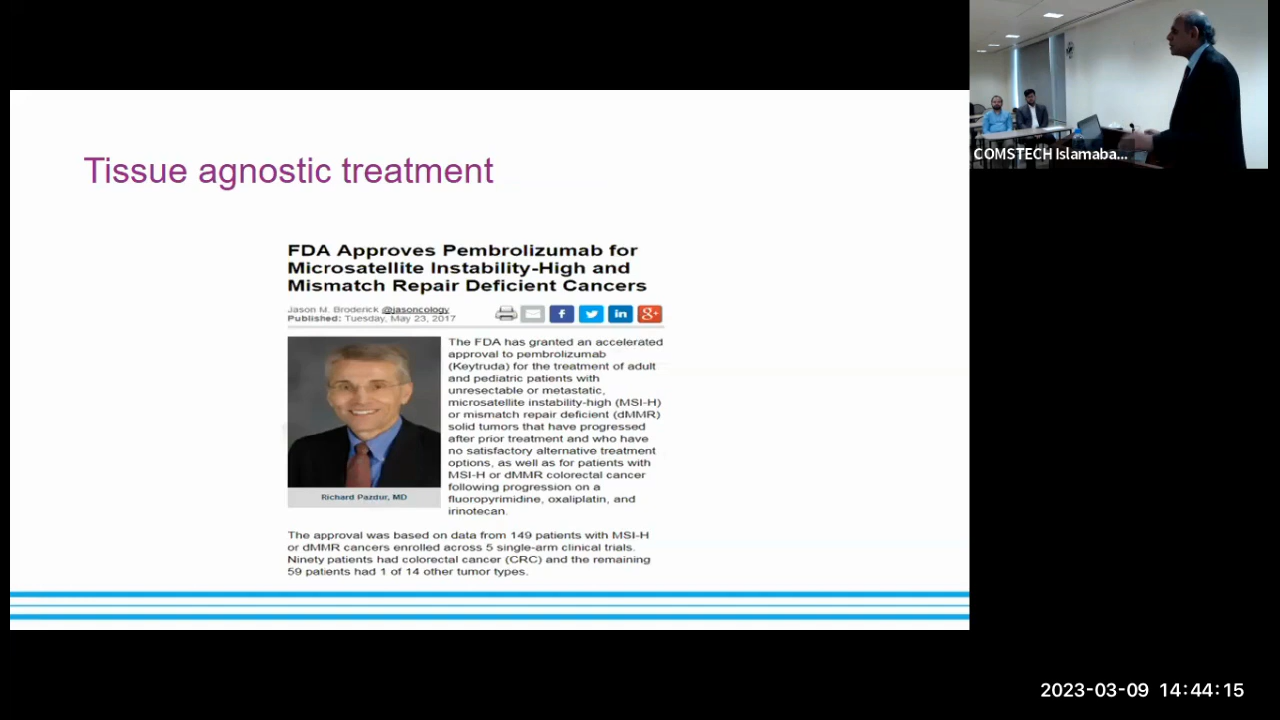 COMSTECH Islamaba...
Tissue agnostic treatment
FDA Approves Pembrolizumab for
Microsatellite Instability-High and
Mismatch Repair Deficient Cancers
Jason M. Broderick @jasoncology
Published: Tuesday, May 23, 2017
f
in
g+
The FDA has granted an accelerated
approval to pembrolizumab
(Keytruda) for the treatment of adult
and pediatric patients with
unresectable or metastatic,
microsatellite instability-high (MSI-H)
or mismatch repair deficient (dMMR)
solid tumors that have progressed
after prior treatment and who have
no satisfactory alternative treatment
options, as well as for patients with
MSI-H or dMMR colorectal cancer
following progression on a
fluoropyrimidine, oxaliplatin, and
irinotecan.
Richard Pazdur, MD
The approval was based on data from 149 patients with MSI-H
or dMMR cancers enrolled across 5 single-arm clinical trials.
Ninety patients had colorectal cancer (CRC) and the remaining
59 patients had 1 of 14 other tumor types.
2023-03-09 14:44:15